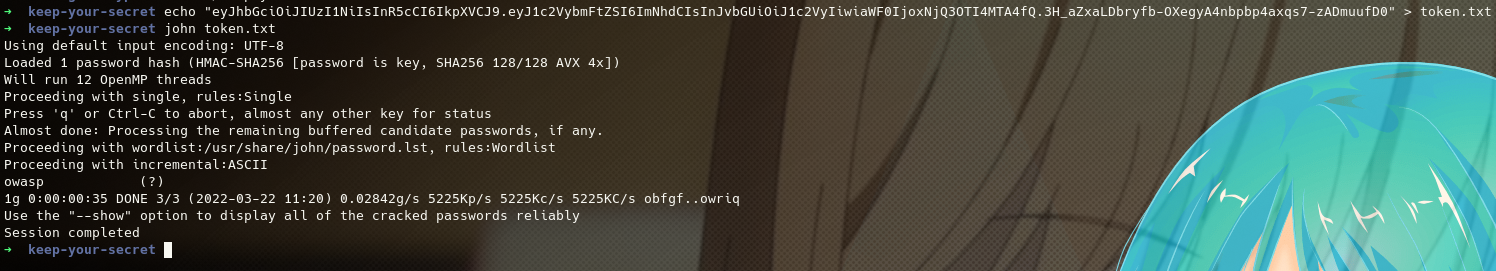 → keep-your-secret echo "eyJhbGciOiJIUzI1NiIsInR5cCI6IkpXVCJ9.eyJ1c2VybmFtZSI6ImNhdCIsInJvbGUiOiJ1c2VyIiwiaWF0IjoxNjQ3OTI4MTA4fQ.3H_aZxaLDbryfb-OXegyA4nbpbp4axqs7-zADmuufD0" > token.txt
→ keep-your-secret john token.txt
Using default input encoding: UTF-8
Loaded 1 password hash (HMAC-SHA256 [password is key, SHA256 128/128 AVX 4x])
Will run 12 OpenMP threads
Proceeding with single, rules:Single
Press 'q' or Ctrl-C to abort, almost any other key for status
Almost done: Processing the remaining buffered candidate passwords, if any.
Proceeding with wordlist:/usr/share/john/password.lst, rules:Wordlist
Proceeding with incremental:ASCII
owasp            (?)
1g 0:00:00:35 DONE 3/3 (2022-03-22 11:20) 0.02842g/s 5225Kp/s 5225Kc/s 5225KC/s obfgf..owriq
Use the "--show" option to display all of the cracked passwords reliably
Session completed
→ keep-your-secret